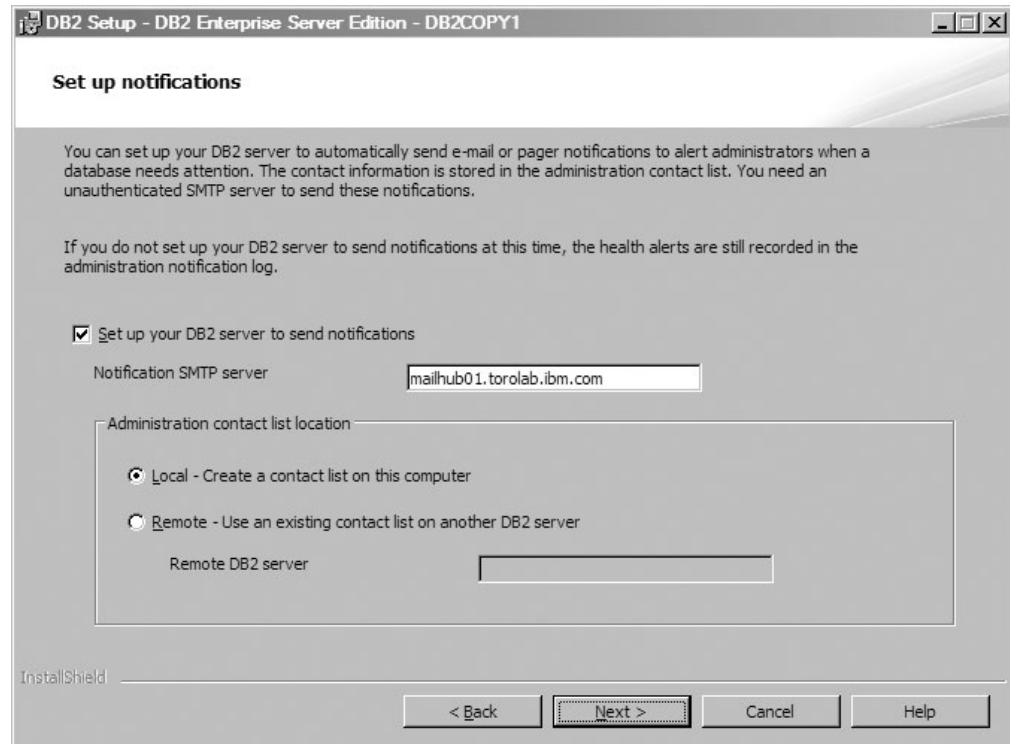 DB2 Setup - DB2 Enterprise Server Edition - DB2COPY1
Set up notifications
You can set up your DB2 server to automatically send e-mail or pager notifications to alert administrators when a
database needs attention. The contact information is stored in the administration contact list. You need an
unauthenticated SMTP server to send these notifications.
If you do not set up your DB2 server to send notifications at this time, the health alerts are still recorded in the
administration notification log.
Set up your DB2 server to send notifications
Notification SMTP server mailhub01.torolab.ibm.com
Administration contact list location
Local - Create a contact list on this computer
Remote - Use an existing contact list on another DB2 server
Remote DB2 server
InstallShield
< Back Next > Cancel Help